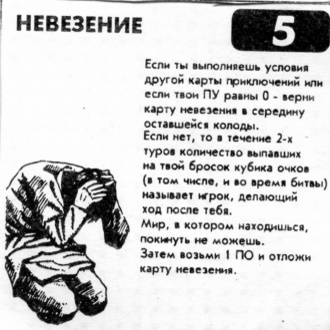 НЕВЕЗЕНИЕ
5
Если ты выполняешь условия
другой карты приключений или
если твои ПУ равны 0 - верни
карту невезения в середину
оставшейся колоды.
Если нет, то в течение 2-х
туров количество выпавших
на твой бросок кубика очков
(в том числе, и во время битвы)
называет игрок, делающий
ход после тебя.
Мир, в котором находишься,
покинуть не можешь.
Затем возьми 1 ПО и отложи
карту невезения.